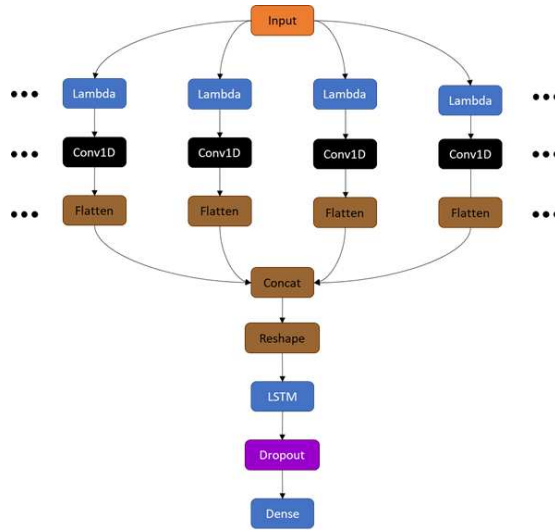 Input
Lambda Lambda Lambda Lambda
Conv1D Conv1D Conv1D Conv1D
Flatten Flatten Flatten Flatten
Concat
Reshape
LSTM
Dropout
Dense